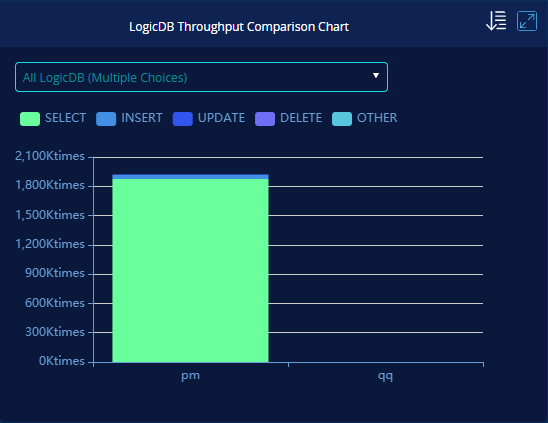 LogicDB Throughput Comparison Chart
All LogicDB (Multiple Choices)
SELECT INSERT UPDATE DELETE OTHER
2,100Ktimes
1,800Ktimes
1,500Ktimes
1,200Ktimes
900Ktimes
600Ktimes
300Ktimes
0Ktimes
pm qq